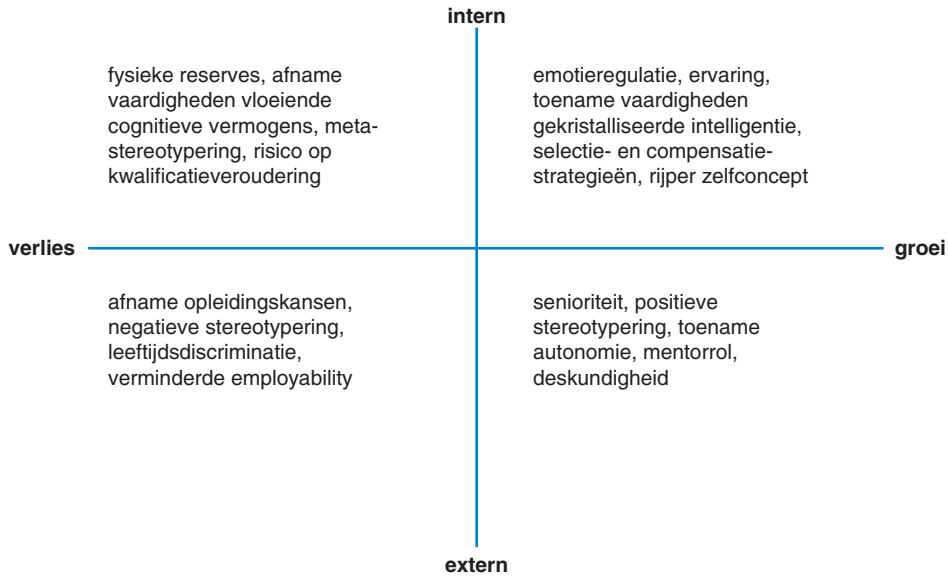 intern
fysieke reserves, afname
vaardigheden vloeiende
cognitieve vermogens, meta-
stereotypering, risico op
kwalificatieveroudering
emotieregulatie, ervaring,
toename vaardigheden
gekristalliseerde intelligentie,
selectie- en compensatie-
strategieën, rijper zelfconcept
verlies
groei
afname opleidingskansen,
negatieve stereotypering,
leeftijdsdiscriminatie,
verminderde employability
senioriteit, positieve
stereotypering, toename
autonomie, mentorrol,
deskundigheid
extern